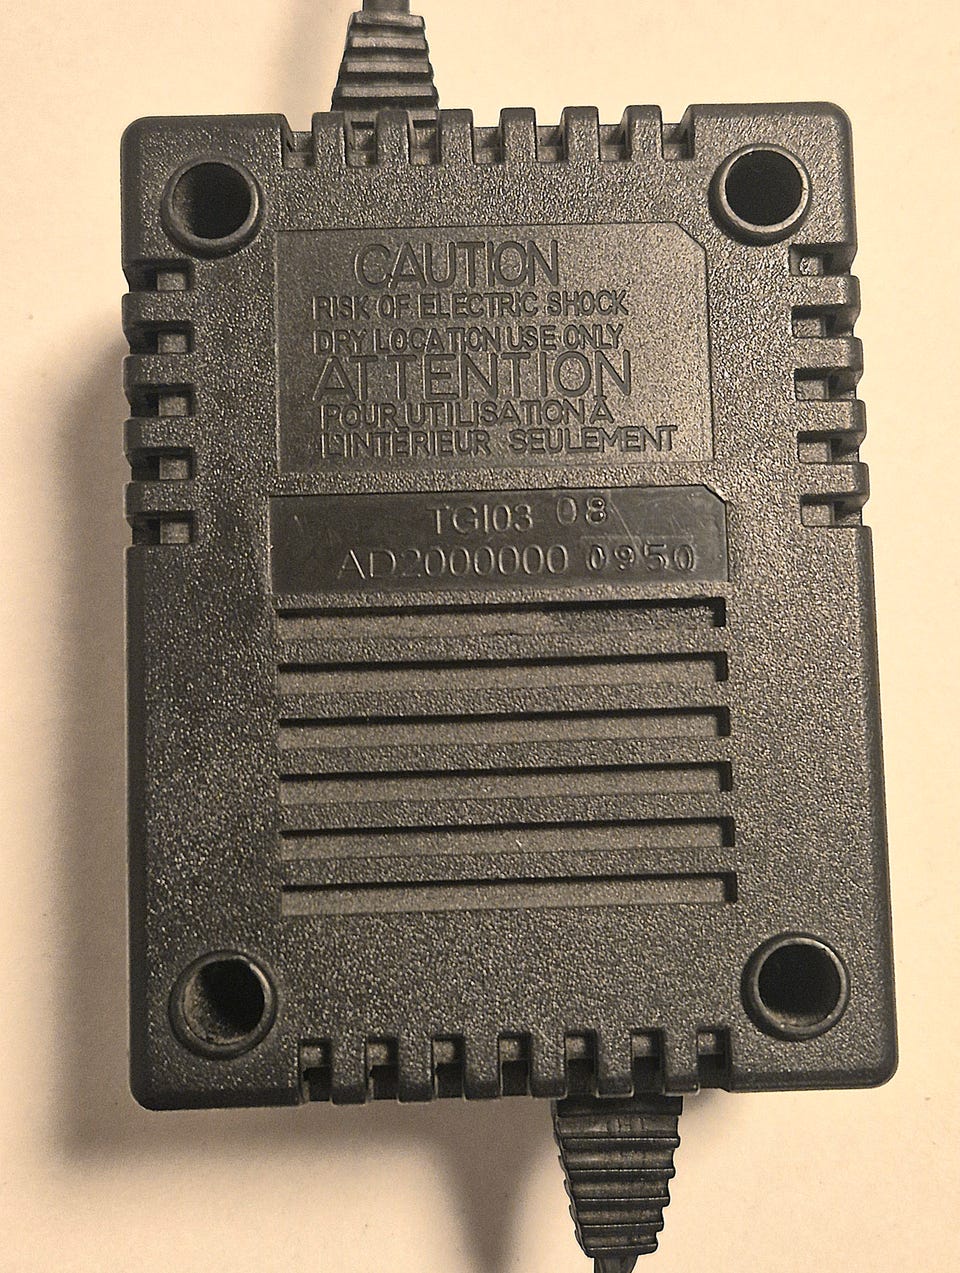 CAUTION
RISK OF ELECTRIC SHOCK
DRY LOCATION USE ONLY
ATTENTION
POUR UTILISATION À
L'INTÉRIEUR SEULEMENT
TGI03 08
AD2000000 0950